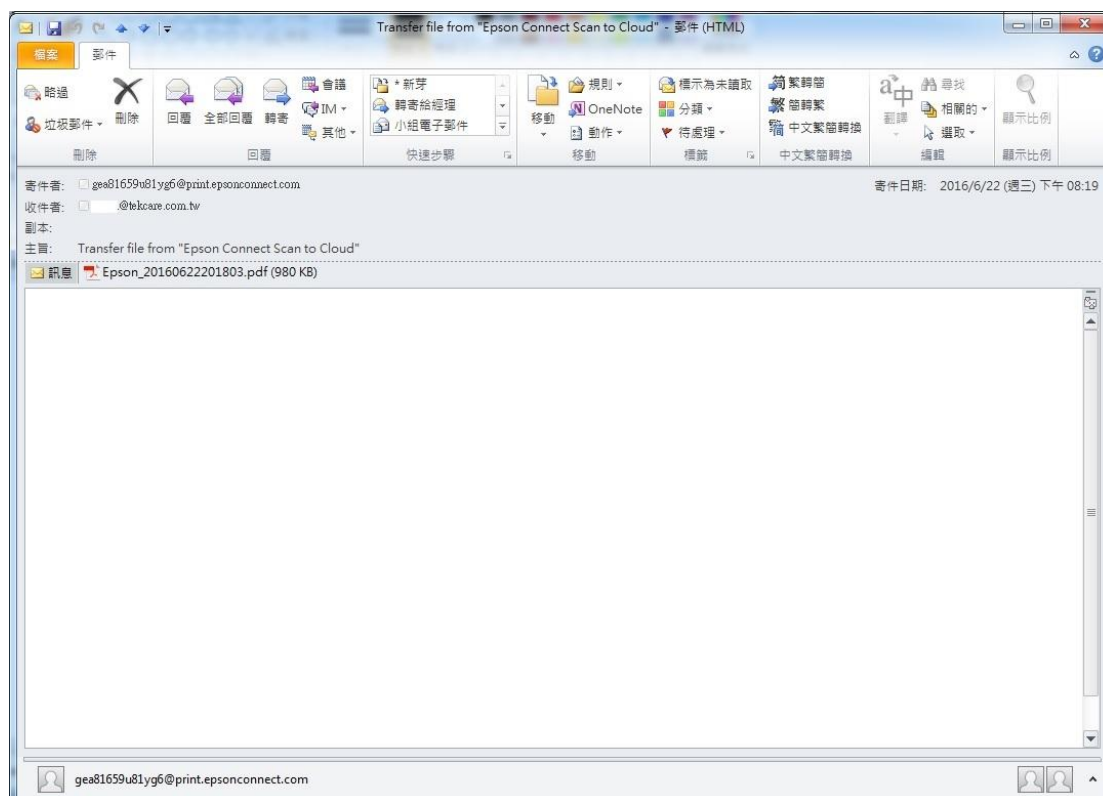 Transfer file from "Epson Connect Scan to Cloud" - 郵件 (HTML)
檔案 郵件
略過
垃圾郵件
刪除
回覆 全部回覆 轉寄
會議
IM
其他
* 新芽
轉寄給經理
小組電子郵件
移動
規則
OneNote
動作
標示為未讀取
分類
待處理
繁轉簡
簡轉繁
中文繁簡轉換
翻譯
尋找
相關的
選取
顯示比例
刪除 回覆 快速步驟 移動 標籤 中文繁簡轉換 編輯 顯示比例
寄件者: gea81659u81yg6@print.epsonconnect.com 寄件日期: 2016/6/22 (週三) 下午 08:19
收件者: @tekcare.com.tw
副本:
主旨: Transfer file from "Epson Connect Scan to Cloud"
訊息 Epson_20160622201803.pdf (980 KB)
gea81659u81yg6@print.epsonconnect.com